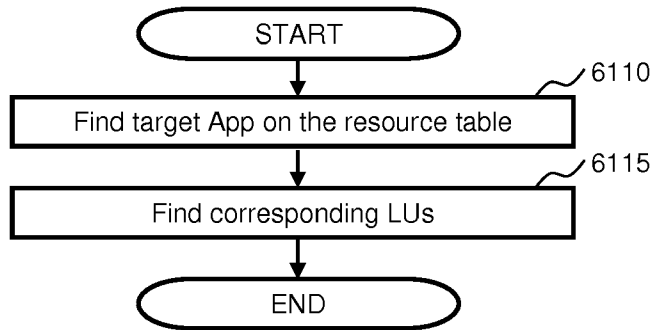 START
6110
Find target App on the resource table
6115
Find corresponding LUs
END